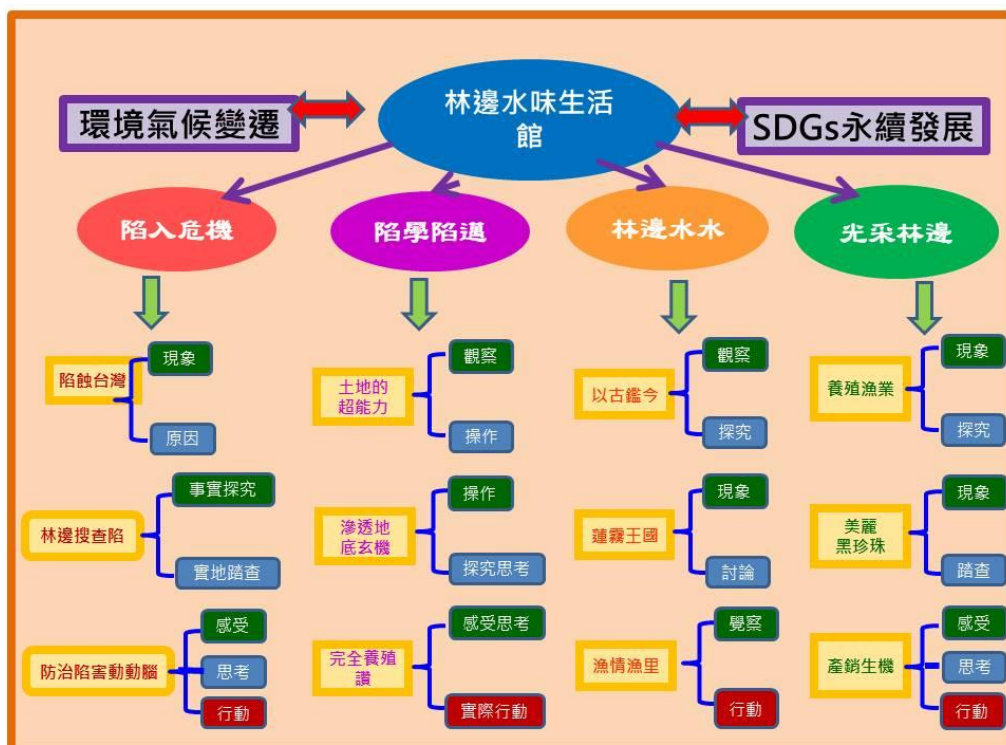 林邊水味生活
館
環境氣候變遷
SDGs永續發展
陷入危機
陷學陷邁
林邊水水
光采林邊
陷蝕台灣
現象
原因
林邊搜查陷
事實探究
實地踏查
防治陷害動動腦
感受
思考
行動
土地的
超能力
觀察
操作
滲透地
底玄機
操作
探究思考
完全養殖
讚
感受思考
實際行動
以古鑑今
觀察
探究
蓮霧王國
現象
討論
漁情漁里
覺察
行動
養殖漁業
現象
探究
美麗
黑珍珠
現象
踏查
產銷生機
感受
思考
行動